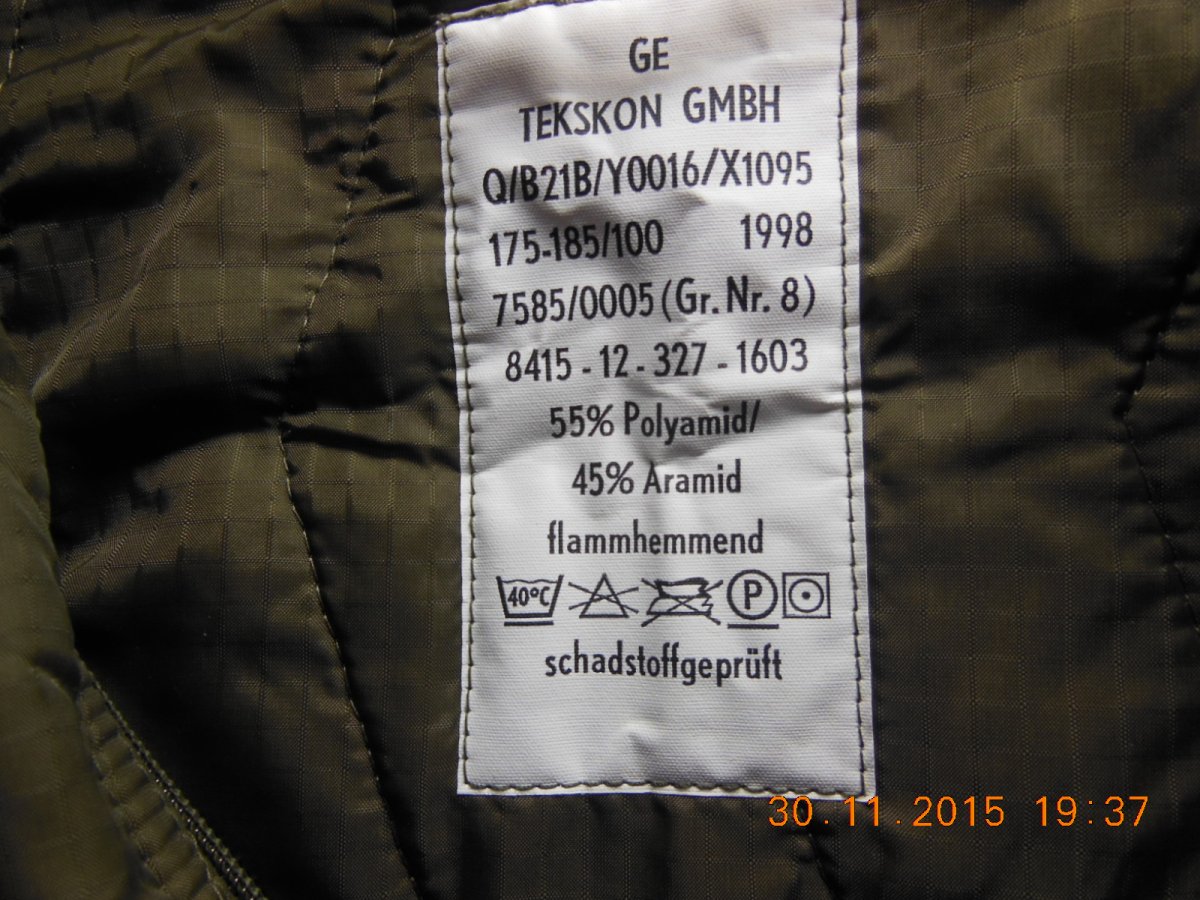 GE
TEKSKON GMBH
Q/B21B/Y0016/X1095
175-185/100 1998
7585/0005 (Gr. Nr. 8)
8415 - 12 - 327 - 1603
55% Polyamid/
45% Aramid
flammhemmend
40°C P
schadstoffgeprüft
30.11.2015 19:37